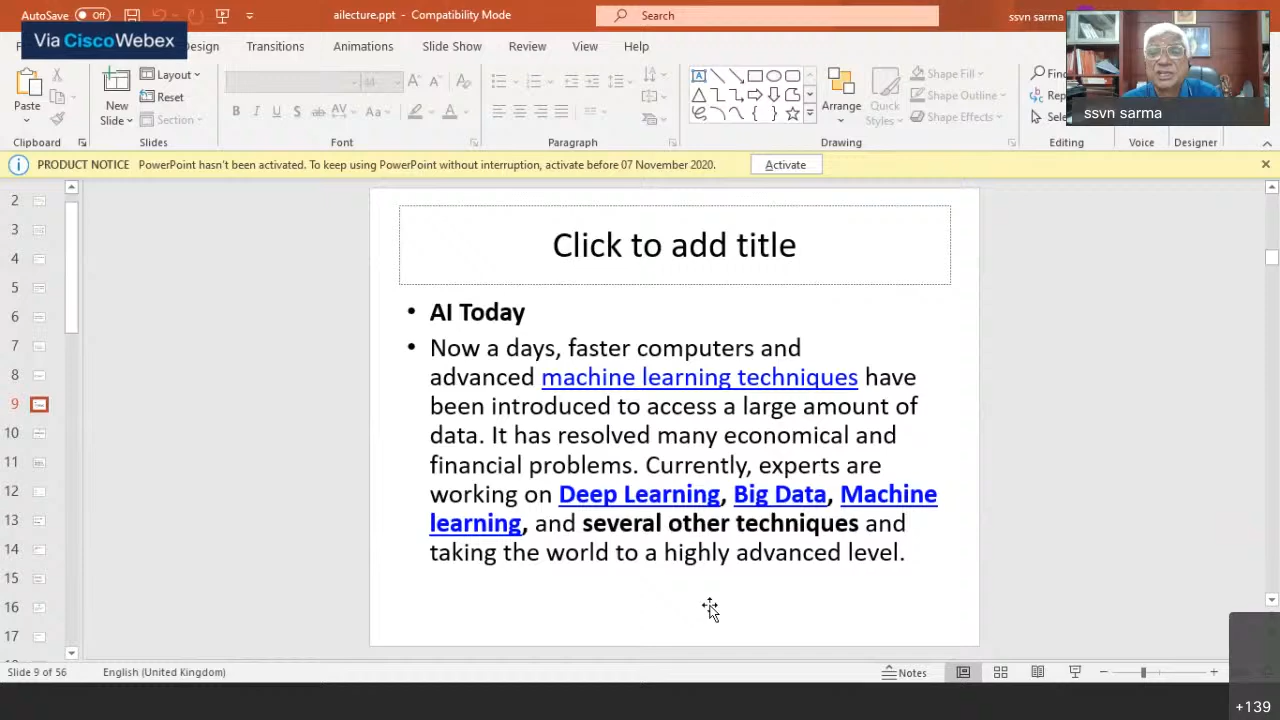 AutoSave Off
ailecture.ppt - Compatibility Mode
Search
ssvn sarma
Via CiscoWebex
Design Transitions Animations Slide Show Review View Help
Paste
Clipboard
New
Slide
Layout
Reset
Section
Slides
44
B I U S ab AV Aa
Font
Paragraph
Arrange
Quick
Styles
Shape Fill
Shape Outline
Shape Effects
Drawing
Editing
Voice
Designer
ssvn sarma
PRODUCT NOTICE PowerPoint hasn't been activated. To keep using PowerPoint without interruption, activate before 07 November 2020. Activate
2
3
4
5
6
7
8
9
10
11
12
13
14
15
16
17
Click to add title
• AI Today
• Now a days, faster computers and
advanced machine learning techniques have
been introduced to access a large amount of
data. It has resolved many economical and
financial problems. Currently, experts are
working on Deep Learning, Big Data, Machine
learning, and several other techniques and
taking the world to a highly advanced level.
Slide 9 of 56 English (United Kingdom) Notes
+139